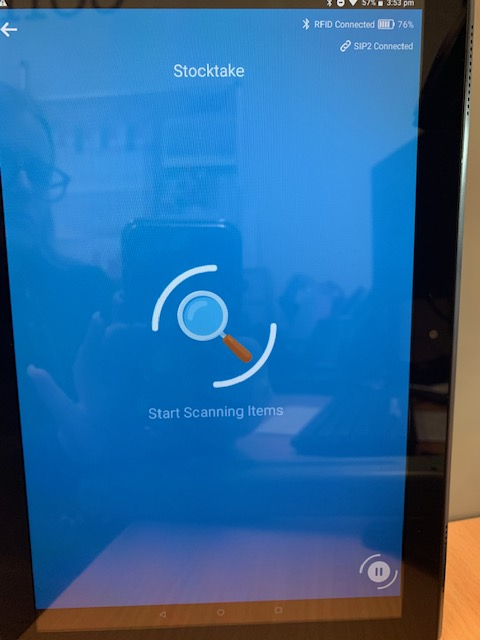 57% 3:53 pm
RFID Connected 76%
SIP2 Connected
Stocktake
Start Scanning Items